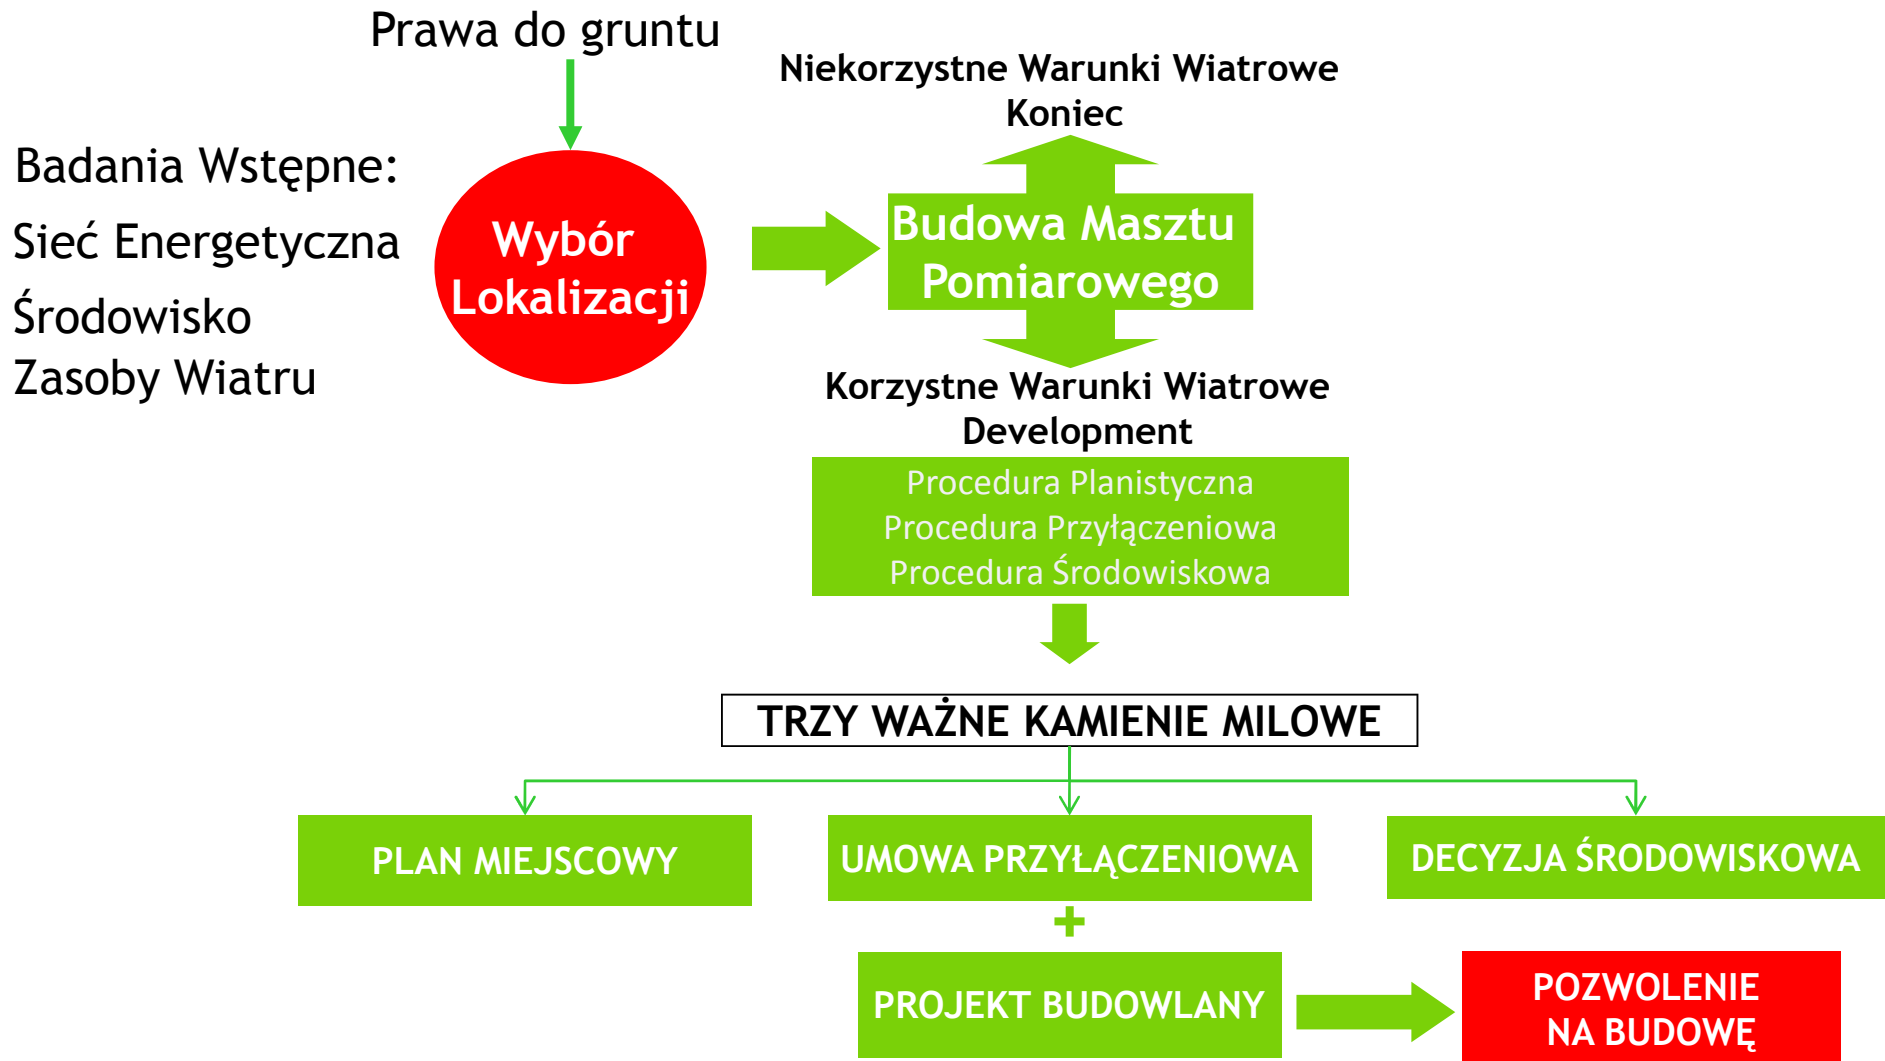 Prawa do gruntu
Badania Wstępne:
Sieć Energetyczna
Środowisko
Zasoby Wiatru
Wybór
Lokalizacji
Niekorzystne Warunki Wiatrowe
Koniec
Budowa Masztu
Pomiarowego
Korzystne Warunki Wiatrowe
Development
Procedura Planistyczna
Procedura Przyłączeniowa
Procedura Środowiskowa
TRZY WAŻNE KAMIENIE MILOWE
PLAN MIEJSCOWY
UMOWA PRZYŁĄCZENIOWA
DECYZJA ŚRODOWISKOWA
+
PROJEKT BUDOWLANY
POZWOLENIE
NA BUDOWĘ